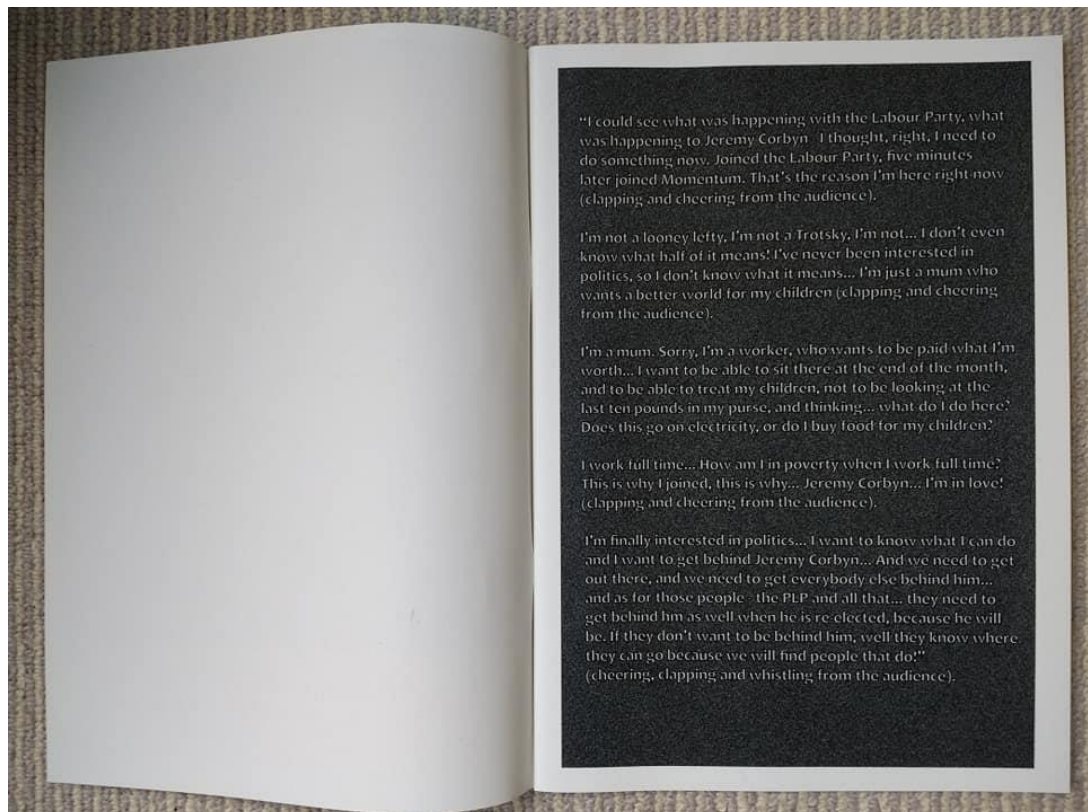 “I could see what was happening with the Labour Party, what
was happening to Jeremy Corbyn - I thought, right, I need to
do something now. Joined the Labour Party, five minutes
later joined Momentum. That's the reason I'm here right now
(clapping and cheering from the audience).
I'm not a looney lefty, I'm not a Trotsky, I'm not... I don't even
know what half of it means! I've never been interested in
politics, so I don't know what it means... I'm just a mum who
wants a better world for my children (clapping and cheering
from the audience).
I'm a mum. Sorry, I'm a worker, who wants to be paid what I'm
worth... I want to be able to sit there at the end of the month,
and to be able to treat my children, not to be looking at the
last ten pounds in my purse, and thinking... what do I do here?
Does this go on electricity, or do I buy food for my children?
I work full time... How am I in poverty when I work full time?
This is why I joined, this is why... Jeremy Corbyn... I'm in love!
(clapping and cheering from the audience).
I'm finally interested in politics... I want to know what I can do
and I want to get behind Jeremy Corbyn... And we need to get
out there, and we need to get everybody else behind him...
and as for those people - the PLP and all that... they need to
get behind hm as well when he is re-elected, because he will
be. If they don't want to be behind him, well they know where
they can go because we will find people that do!”
(cheering, clapping and whistling from the audience).